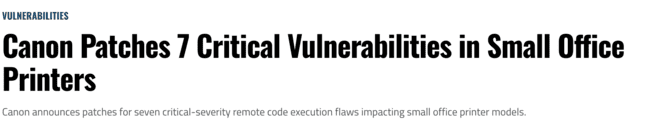 VULNERABILITIES
Canon Patches 7 Critical Vulnerabilities in Small Office
Printers
Canon announces patches for seven critical-severity remote code execution flaws impacting small office printer models.